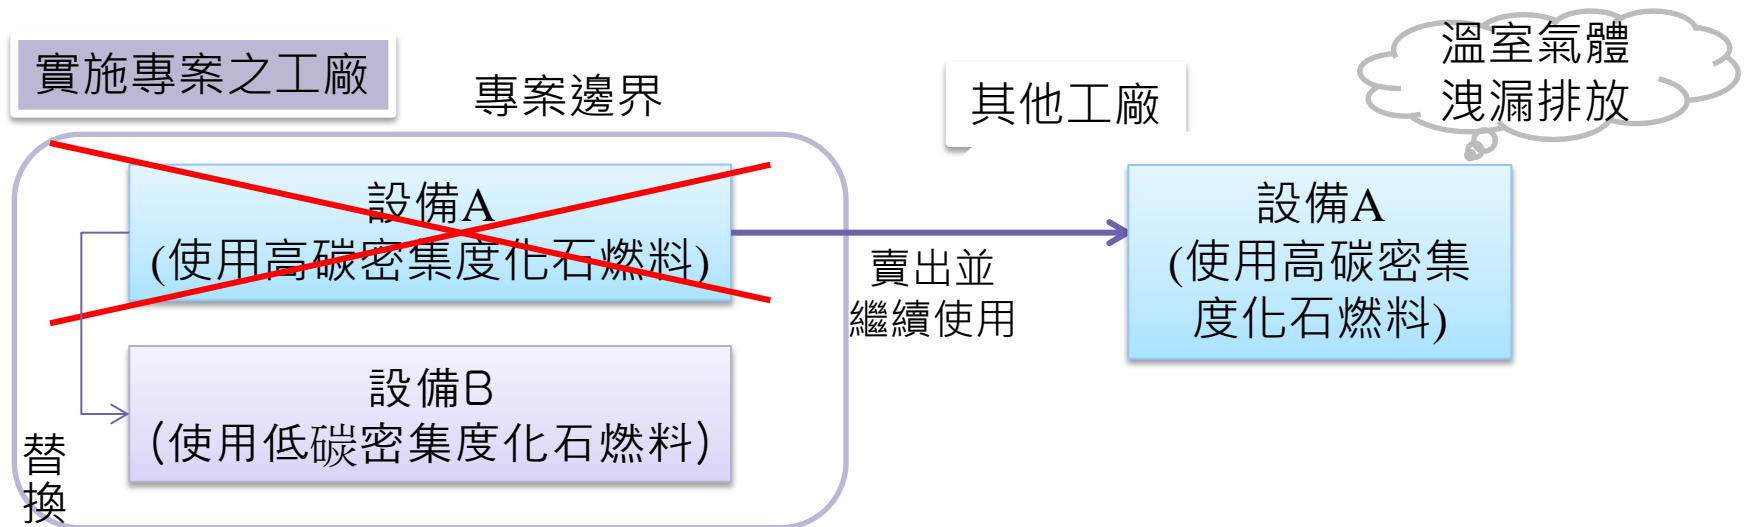 實施專案之工廠
專案邊界
其他工廠
溫室氣體
洩漏排放
設備A
(使用高碳密集度化石燃料)
賣出並
繼續使用
設備A
(使用高碳密集
度化石燃料)
設備B
(使用低碳密集度化石燃料)
替
換